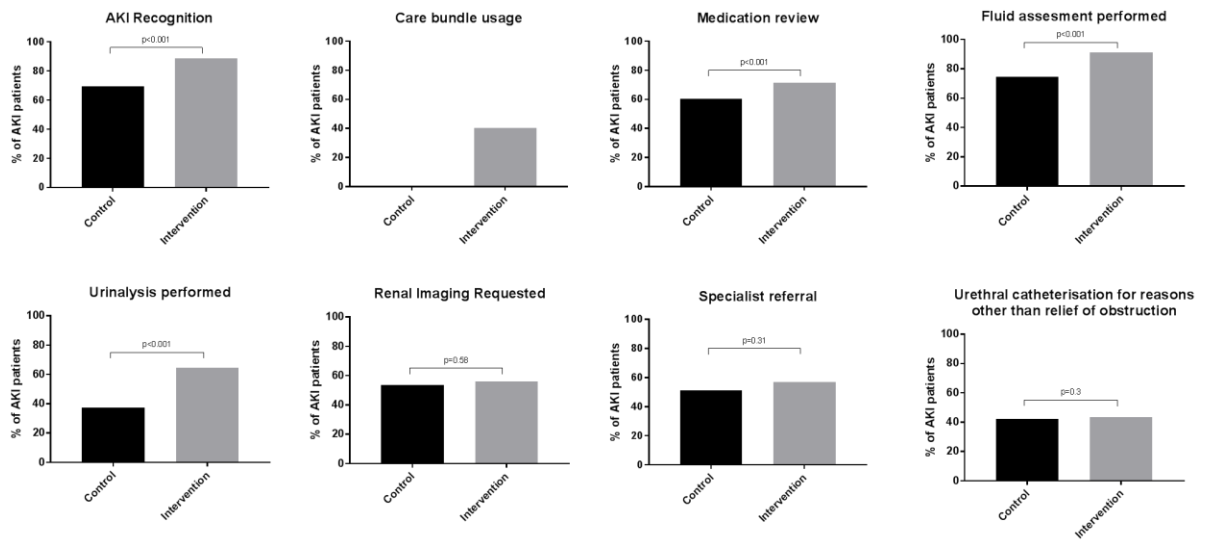 AKI Recognition
% of AKI patients
100
80
60
40
20
0
p<0.001
Control
Intervention
Care bundle usage
% of AKI patients
100
80
60
40
20
0
Control
Intervention
Medication review
% of AKI patients
100
80
60
40
20
0
p<0.001
Control
Intervention
Fluid assesment performed
% of AKI patients
100
80
60
40
20
0
p<0.001
Control
Intervention
Urinalysis performed
% of AKI patients
100
80
60
40
20
0
p<0.001
Control
Intervention
Renal Imaging Requested
% of AKI patients
100
80
60
40
20
0
p=0.58
Control
Intervention
Specialist referral
% of AKI patients
100
80
60
40
20
0
p=0.31
Control
Intervention
Urethral catheterisation for reasons
other than relief of obstruction
% of AKI patients
100
80
60
40
20
0
p=0.3
Control
Intervention